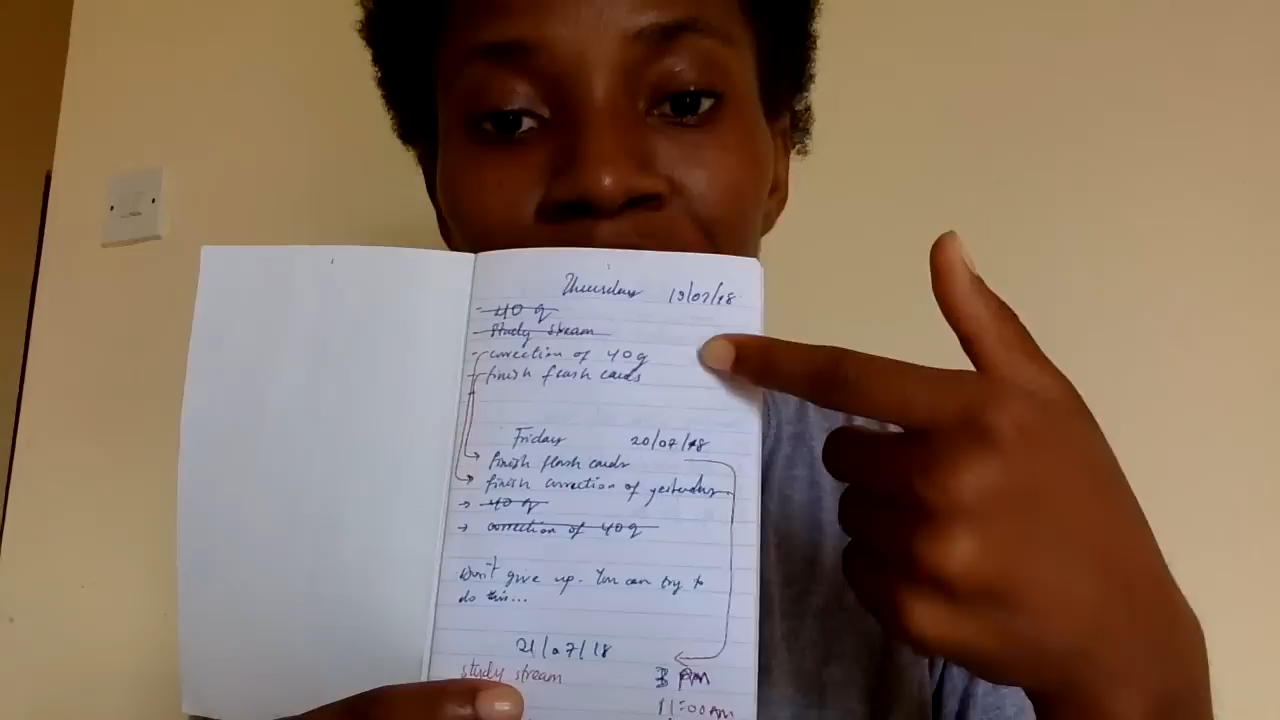 Thursday 19/07/18
- 40 q
- study stream
- correction of 40q
- finish flash cards
Friday 20/07/18
→ finish flash cards
→ finish correction of yesterday
→ 40 q
→ correction of 40q
Don't give up. You can try to
do this...
21/07/18
study stream 3 PM
11:00 AM